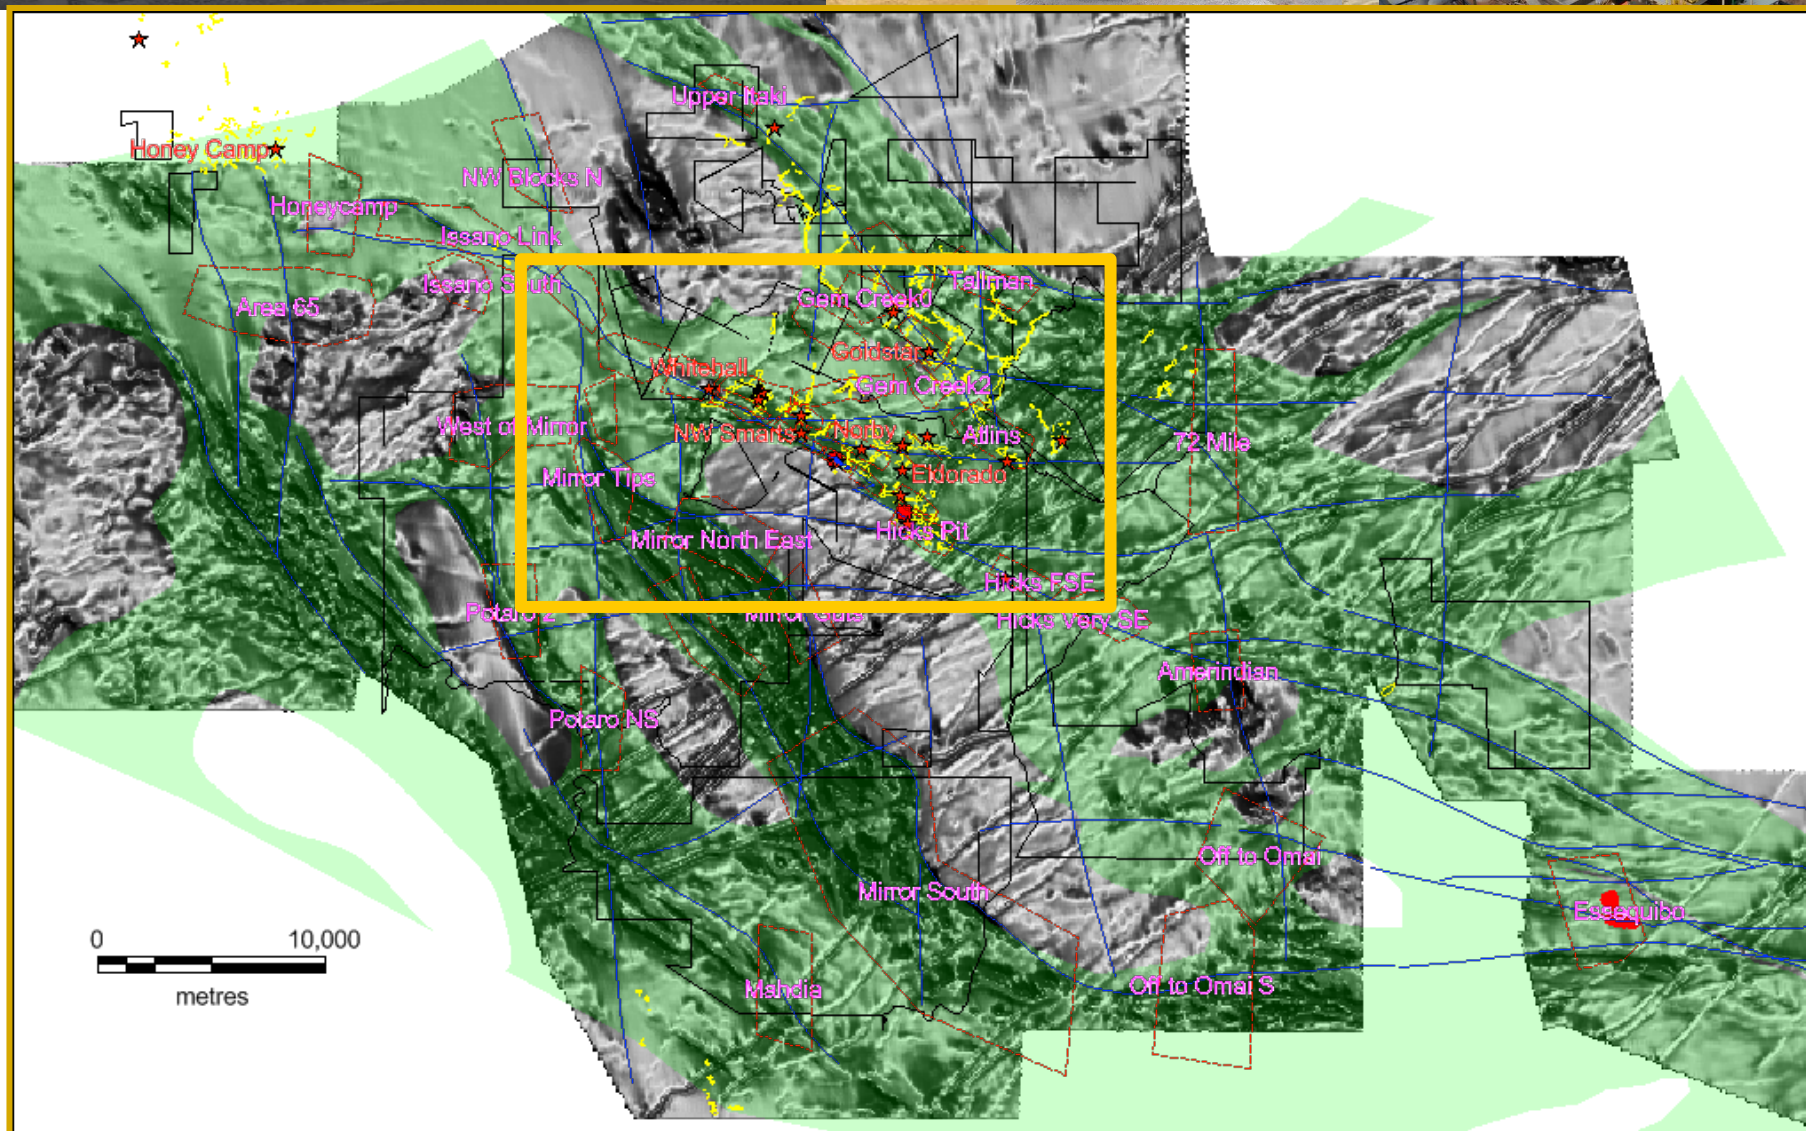 Upper Itaki
Honey Camp
NW Blocks N
Honeycamp
Issano Link
Issano South
Tallman
Gem Creek0
Area 65
Goldstar
Whitehall
Gem Creek2
West of Mirror
NW Smarts
Norby
Allins
72 Mile
Mirror Tips
Eldorado
Hicks Pit
Mirror North East
Hicks FSE
Potaro 2
Hicks Very SE
Amerindian
Potaro NS
Off to Omai
Mirror South
Essequibo
0 10,000
metres
Mahdia
Off to Omai S